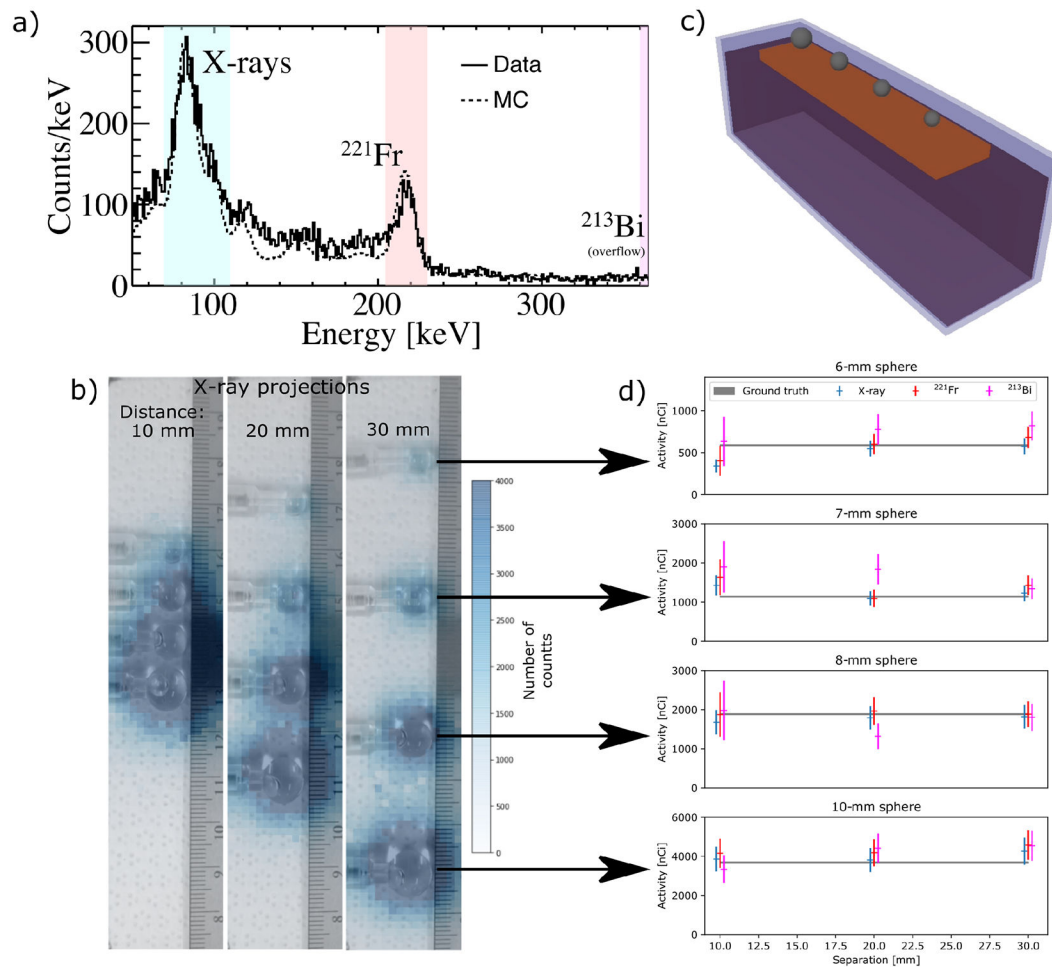 a)
300
200
100
0
Counts/keV
X-rays
Data
MC
²²¹Fr
²¹³Bi
(overflow)
100
200
300
Energy [keV]
c)
b)
X-ray projections
Distance:
10 mm
20 mm
30 mm
4000
3500
3000
2500
2000
1500
1000
500
0
Number of
countts
d)
6-mm sphere
Ground truth
X-ray
²²¹Fr
²¹³Bi
Activity [nCi]
1000
500
0
7-mm sphere
Activity [nCi]
3000
2000
1000
0
8-mm sphere
Activity [nCi]
3000
2000
1000
0
10-mm sphere
Activity [nCi]
6000
4000
2000
0
10.0
12.5
15.0
17.5
20.0
22.5
25.0
27.5
30.0
Separation [mm]